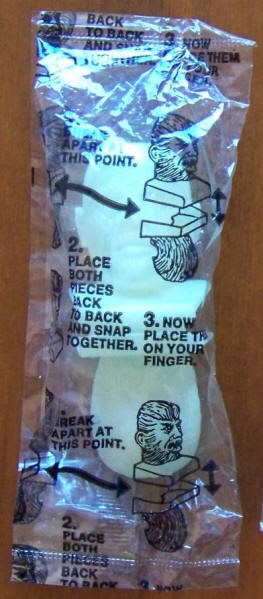 BACK
TO BACK
AND SNAP
3. NOW
THEM
YOUR
APART
THIS POINT.
2.
PLACE
BOTH
PIECES
BACK
TO BACK
AND SNAP
TOGETHER.
3. NOW
PLACE
ON YOUR
FINGER.
BREAK
APART AT
THIS POINT.
2.
PLACE
BOTH
PIECES
BACK
TO BACK
3. NOW